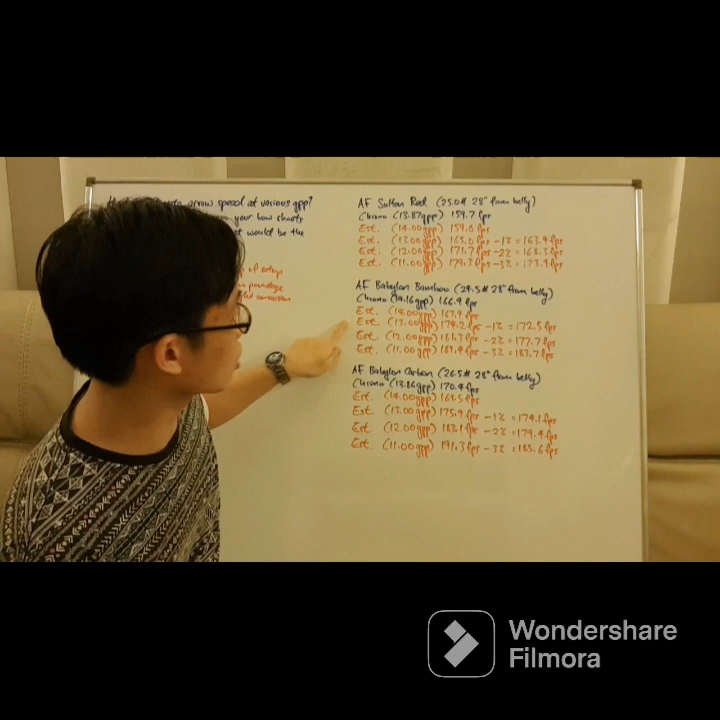 arrow speed at various gpp?
your bow shoots
would be the
of setup
percentage
conversion
AF Sultan Red (25.0# 28" from belly)
Chrono (13.87gpp) 159.7 fps
Est. (14.00gpp) 159.0 fps
Est. (13.00gpp) 165.0 fps -1% = 163.4 fps
Est. (12.00gpp) 171.7 fps -2% = 168.3 fps
Est. (11.00gpp) 179.3 fps -3% = 173.9 fps
AF Babylon Bamboo (24.5# 28" from belly)
Chrono (14.16gpp) 166.9 fps
Est. (14.00gpp) 167.9 fps
Est. (13.00gpp) 174.2 fps -1% = 172.5 fps
Est. (12.00gpp) 181.3 fps -2% = 177.7 fps
Est. (11.00gpp) 189.4 fps -3% = 183.7 fps
AF Babylon Carbon (26.5# 28" from belly)
Chrono (13.86gpp) 170.4 fps
Est. (14.00gpp) 169.5 fps
Est. (13.00gpp) 175.9 fps -1% = 174.1 fps
Est. (12.00gpp) 183.1 fps -2% = 179.4 fps
Est. (11.00gpp) 191.3 fps -3% = 185.6 fps
Wondershare
Filmora